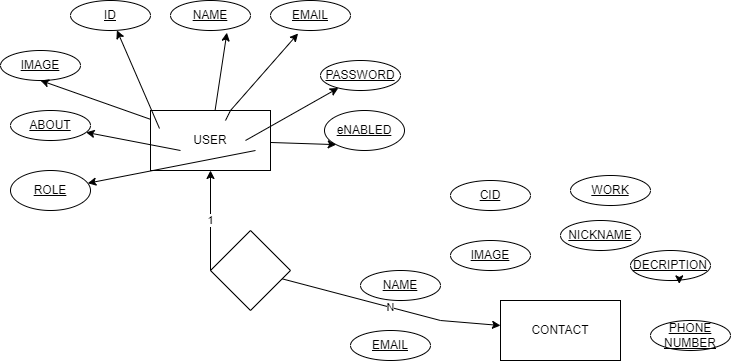 ID
NAME
EMAIL
IMAGE
PASSWORD
ABOUT
eNABLED
USER
ROLE
CID
WORK
1
NICKNAME
IMAGE
DECRIPTION
NAME
N
CONTACT
PHONE
NUMBER
EMAIL